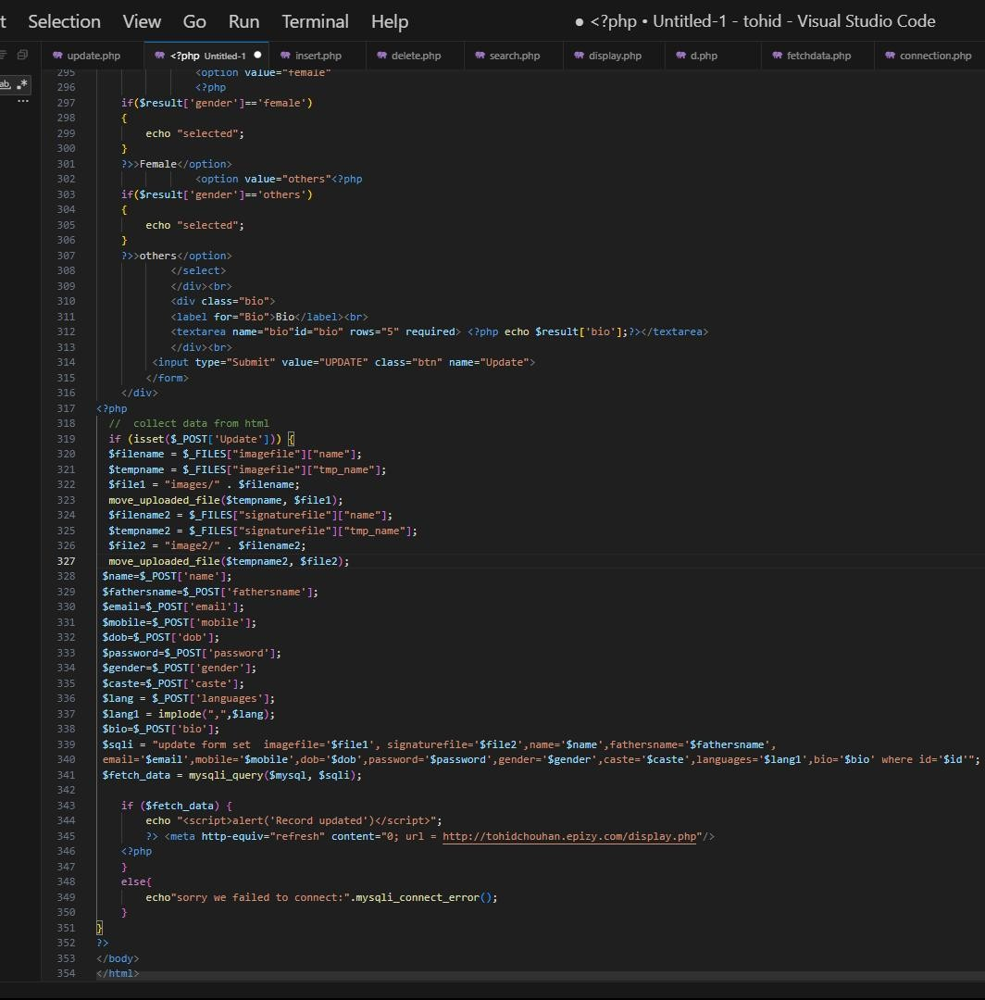 t Selection View Go Run Terminal Help ● <?php • Untitled-1 - tohid - Visual Studio Code
update.php <?php Untitled-1 ● insert.php delete.php search.php display.php d.php fetchdata.php connection.php
295 <option value="female"
ab, .* 296 <?php
... 297 if($result['gender']=='female')
298 {
299 echo "selected";
300 }
301 ?>>Female</option>
302 <option value="others"<?php
303 if($result['gender']=='others')
304 {
305 echo "selected";
306 }
307 ?>>others</option>
308 </select>
309 </div><br>
310 <div class="bio">
311 <label for="Bio">Bio</label><br>
312 <textarea name="bio"id="bio" rows="5" required> <?php echo $result['bio'];?></textarea>
313 </div><br>
314 <input type="Submit" value="UPDATE" class="btn" name="Update">
315 </form>
316 </div>
317 <?php
318 // collect data from html
319 if (isset($_POST['Update'])) {
320 $filename = $_FILES["imagefile"]["name"];
321 $tempname = $_FILES["imagefile"]["tmp_name"];
322 $file1 = "images/" . $filename;
323 move_uploaded_file($tempname, $file1);
324 $filename2 = $_FILES["signaturefile"]["name"];
325 $tempname2 = $_FILES["signaturefile"]["tmp_name"];
326 $file2 = "image2/" . $filename2;
327 move_uploaded_file($tempname2, $file2);
328 $name=$_POST['name'];
329 $fathersname=$_POST['fathersname'];
330 $email=$_POST['email'];
331 $mobile=$_POST['mobile'];
332 $dob=$_POST['dob'];
333 $password=$_POST['password'];
334 $gender=$_POST['gender'];
335 $caste=$_POST['caste'];
336 $lang = $_POST['languages'];
337 $lang1 = implode(",",$lang);
338 $bio=$_POST['bio'];
339 $sqli = "update form set  imagefile='$file1', signaturefile='$file2',name='$name',fathersname='$fathersname',
340 email='$email',mobile='$mobile',dob='$dob',password='$password',gender='$gender',caste='$caste',languages='$lang1',bio='$bio' where id='$id'";
341 $fetch_data = mysqli_query($mysql, $sqli);
342
343 if ($fetch_data) {
344 echo "<script>alert('Record updated')</script>";
345 ?> <meta http-equiv="refresh" content="0; url = http://tohidchouhan.epizy.com/display.php"/>
346 <?php
347 }
348 else{
349 echo"sorry we failed to connect:".mysqli_connect_error();
350 }
351 }
352 ?>
353 </body>
354 </html>